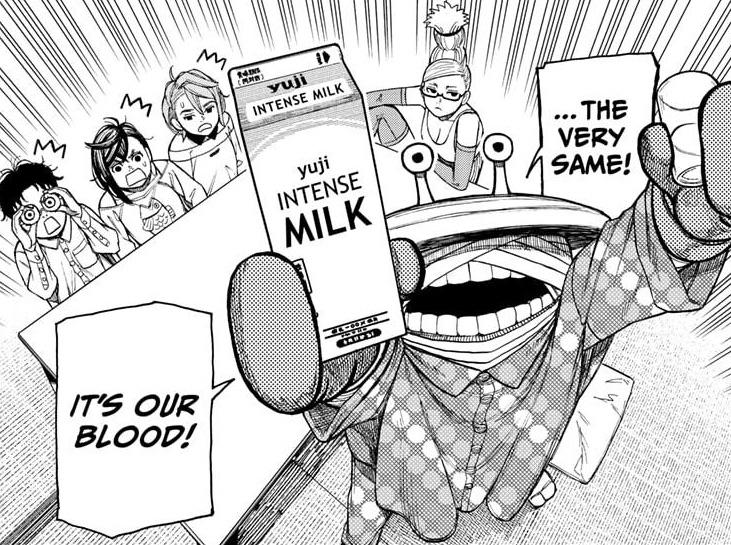 ...THE
VERY
SAME!
yuji
INTENSE MILK
yuji
INTENSE
MILK
IT'S OUR
BLOOD!